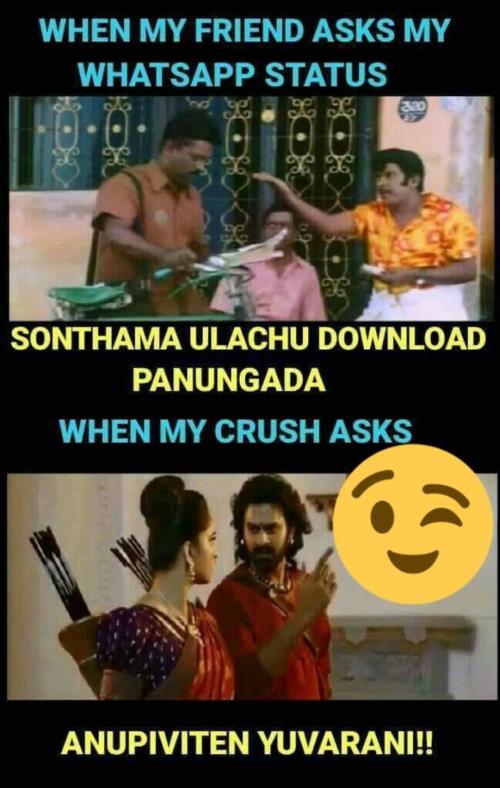 WHEN MY FRIEND ASKS MY
WHATSAPP STATUS
SONTHAMA ULACHU DOWNLOAD
PANUNGADA
WHEN MY CRUSH ASKS
ANUPIVITEN YUVARANI!!